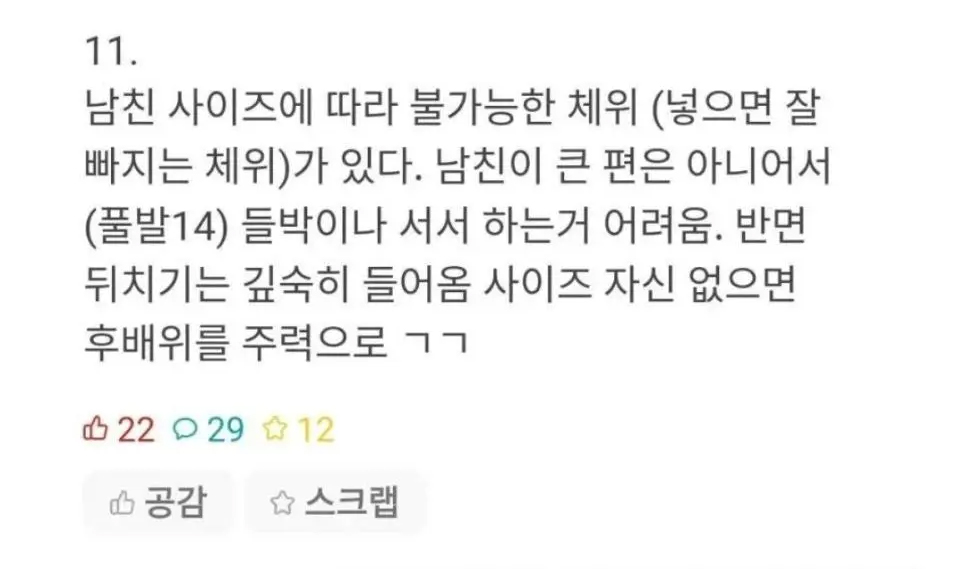 11.
남친 사이즈에 따라 불가능한 체위 (넣으면 잘
빠지는 체위)가 있다. 남친이 큰 편은 아니어서
(풀발14) 들박이나 서서 하는거 어려움. 반면
뒤치기는 깊숙히 들어옴 사이즈 자신 없으면
후배위를 주력으로 ㄱㄱ
22 29 12
공감 스크랩